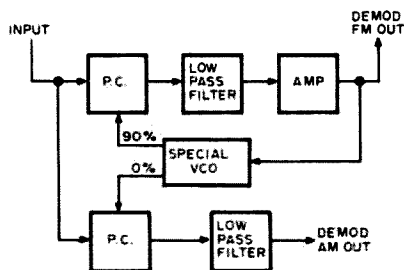 DEMOD
FM OUT
INPUT
P.C.
LOW
PASS
FILTER
AMP
90%
SPECIAL
VCO
0%
P.C.
LOW
PASS
FILTER
DEMOD
AM OUT